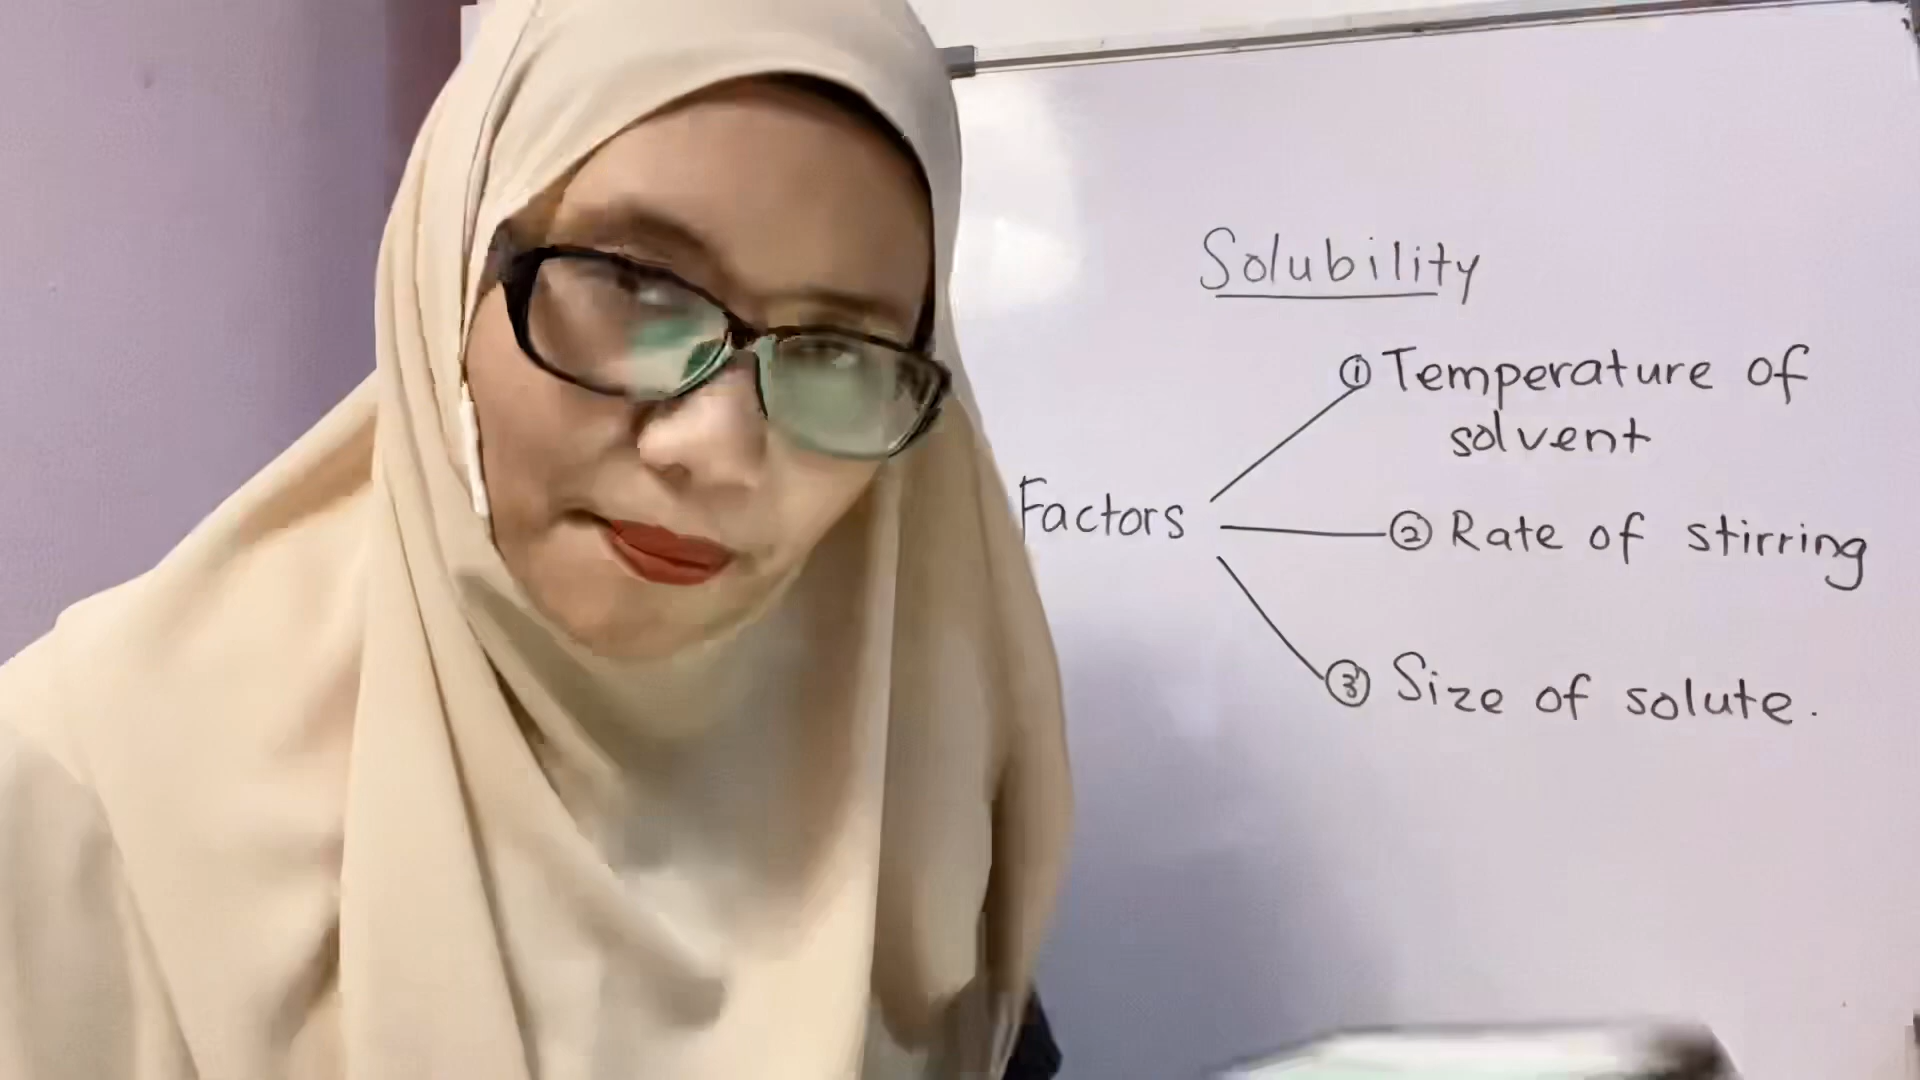 Solubility
Factors
① Temperature of
solvent
② Rate of stirring
③ Size of solute.